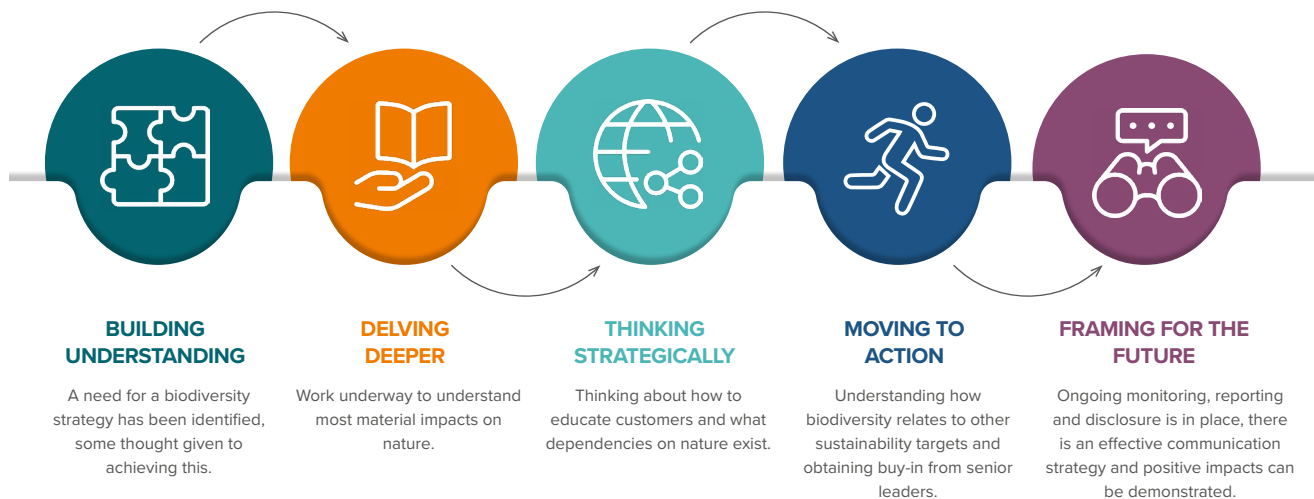 BUILDING
UNDERSTANDING
A need for a biodiversity
strategy has been identified,
some thought given to
achieving this.
DELVING
DEEPER
Work underway to understand
most material impacts on
nature.
THINKING
STRATEGICALLY
Thinking about how to
educate customers and what
dependencies on nature exist.
MOVING TO
ACTION
Understanding how
biodiversity relates to other
sustainability targets and
obtaining buy-in from senior
leaders.
FRAMING FOR THE
FUTURE
Ongoing monitoring, reporting
and disclosure is in place, there
is an effective communication
strategy and positive impacts can
be demonstrated.